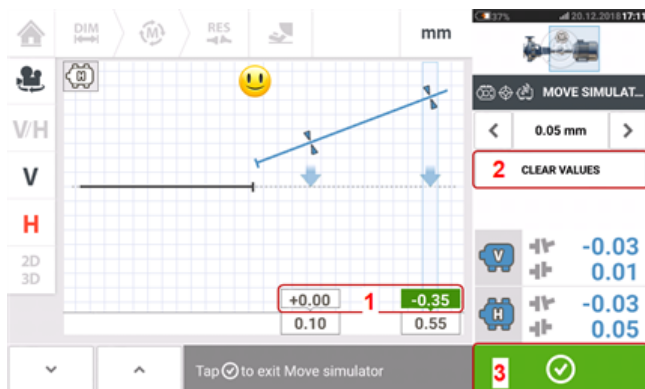 DIM
M
RES
mm
37%
20.12.2018 17:11
H
MOVE SIMULAT...
V/H
0.05 mm
V
2 CLEAR VALUES
H
2D
3D
V -0.03
0.01
+0.00 1 -0.35
0.10 0.55
H -0.03
0.05
Tap to exit Move simulator
3